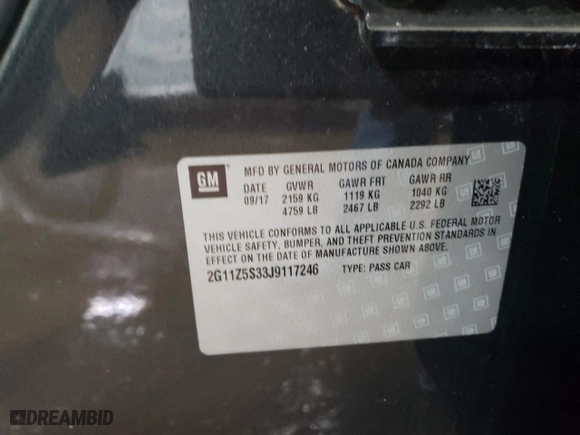 GM
MFD BY GENERAL MOTORS OF CANADA COMPANY
DATE GVWR GAWR FRT GAWR RR
09/17 2159 KG 1119 KG 1040 KG
4759 LB 2467 LB 2292 LB
THIS VEHICLE CONFORMS TO ALL APPLICABLE U.S. FEDERAL MOTOR
VEHICLE SAFETY, BUMPER, AND THEFT PREVENTION STANDARDS IN
EFFECT ON THE DATE OF MANUFACTURE SHOWN ABOVE.
2G11Z5S33J9117246 TYPE: PASS CAR
DREAMBID